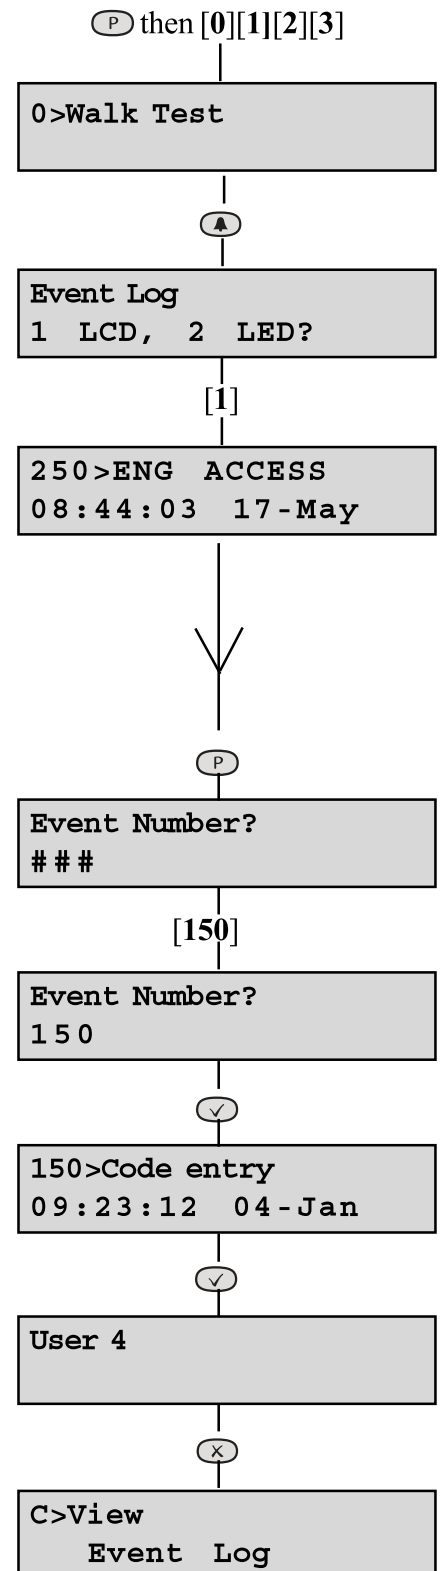 P then [0][1][2][3]
0>Walk Test
Event Log
1 LCD, 2 LED?
[1]
250>ENG ACCESS
08:44:03 17-May
P
Event Number?
###
[150]
Event Number?
150
150>Code entry
09:23:12 04-Jan
User 4
C>View
Event Log